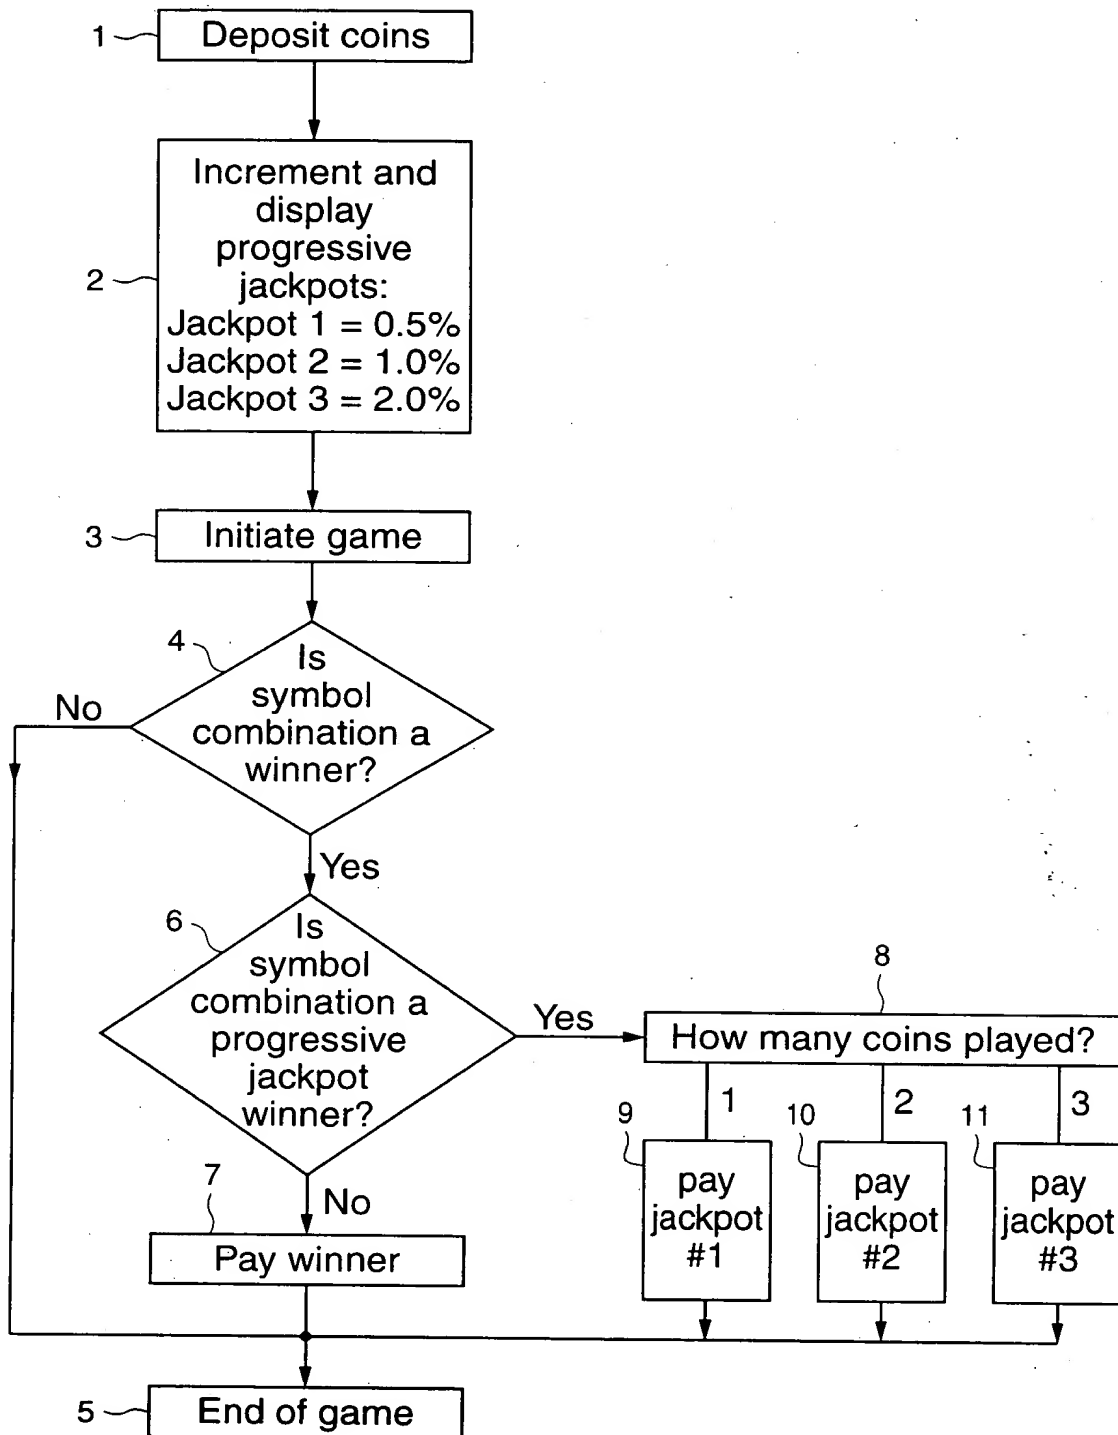 1
Deposit coins
2
Increment and
display
progressive
jackpots:
Jackpot 1 = 0.5%
Jackpot 2 = 1.0%
Jackpot 3 = 2.0%
3
Initiate game
4
Is
symbol
combination a
winner?
No
Yes
6
Is
symbol
combination a
progressive
jackpot
winner?
Yes
8
How many coins played?
1
2
3
9
pay
jackpot
#1
10
pay
jackpot
#2
11
pay
jackpot
#3
No
7
Pay winner
5
End of game